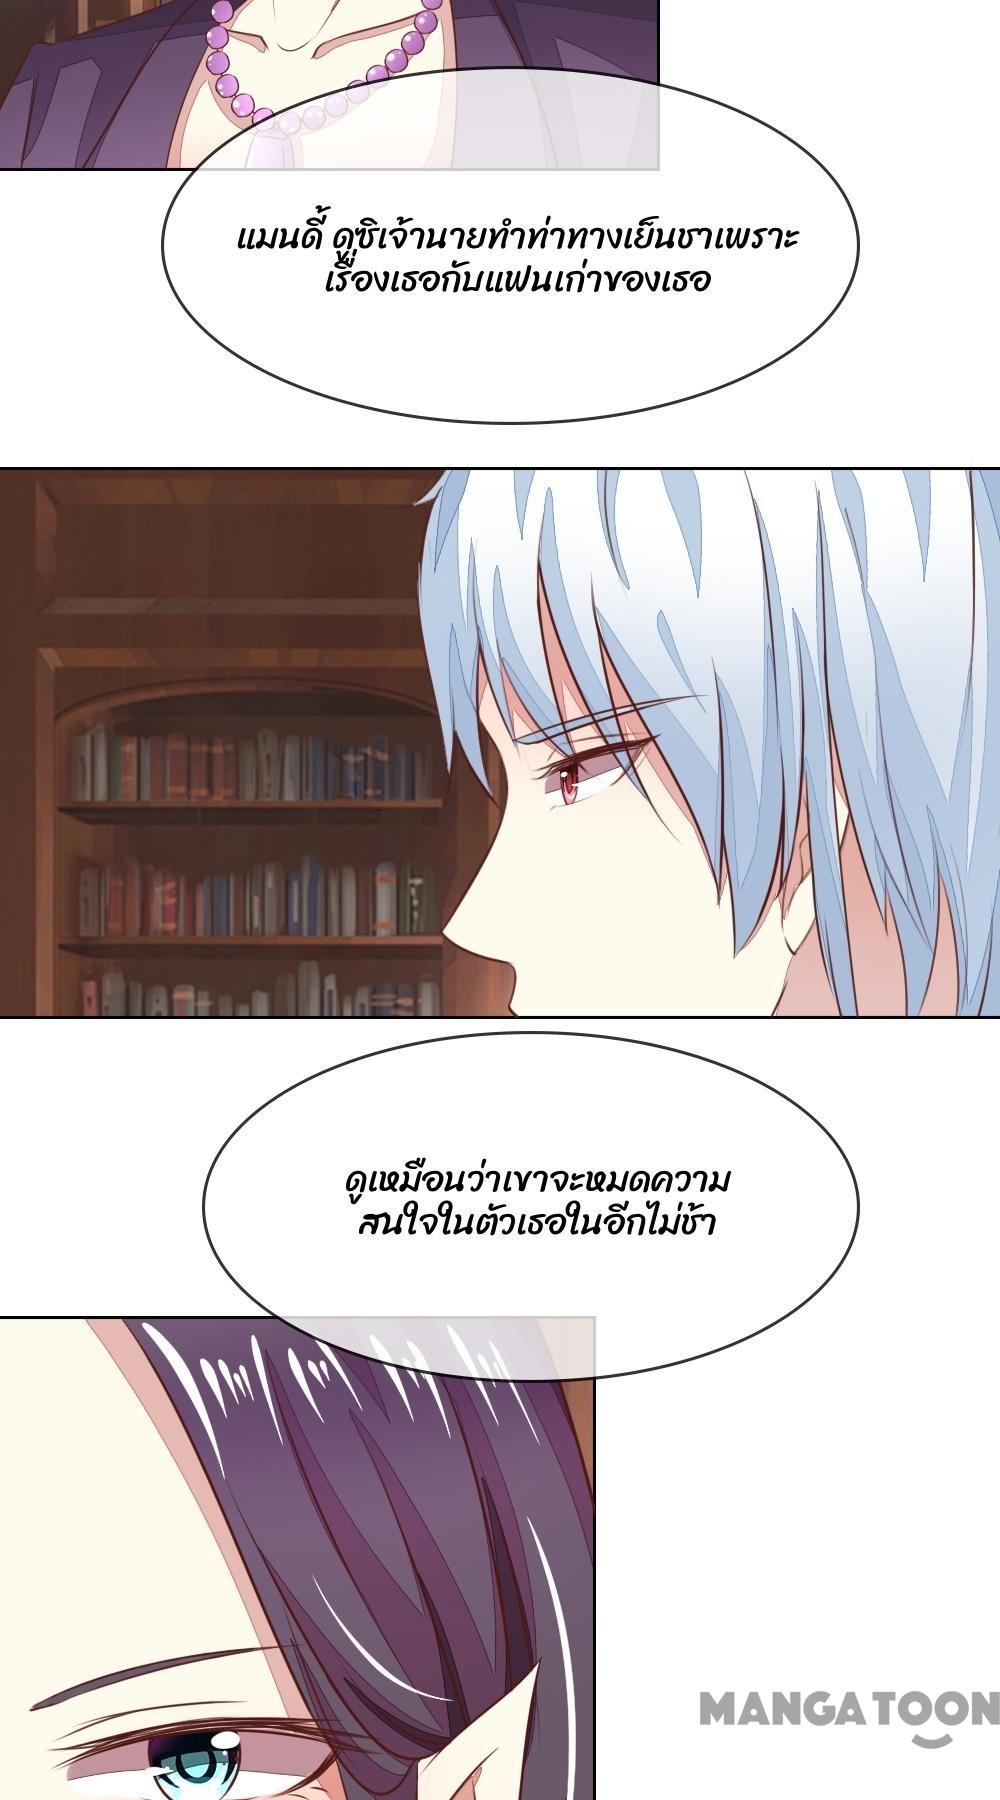 แมนดี้ ดูซิเจ้านายทำท่าทางเย็นชาเพราะ
เรื่องเธอกับแฟนเก่าของเธอ
ดูเหมือนว่าเขาจะหมดความ
สนใจในตัวเธอในอีกไม่ช้า
MANGATOON